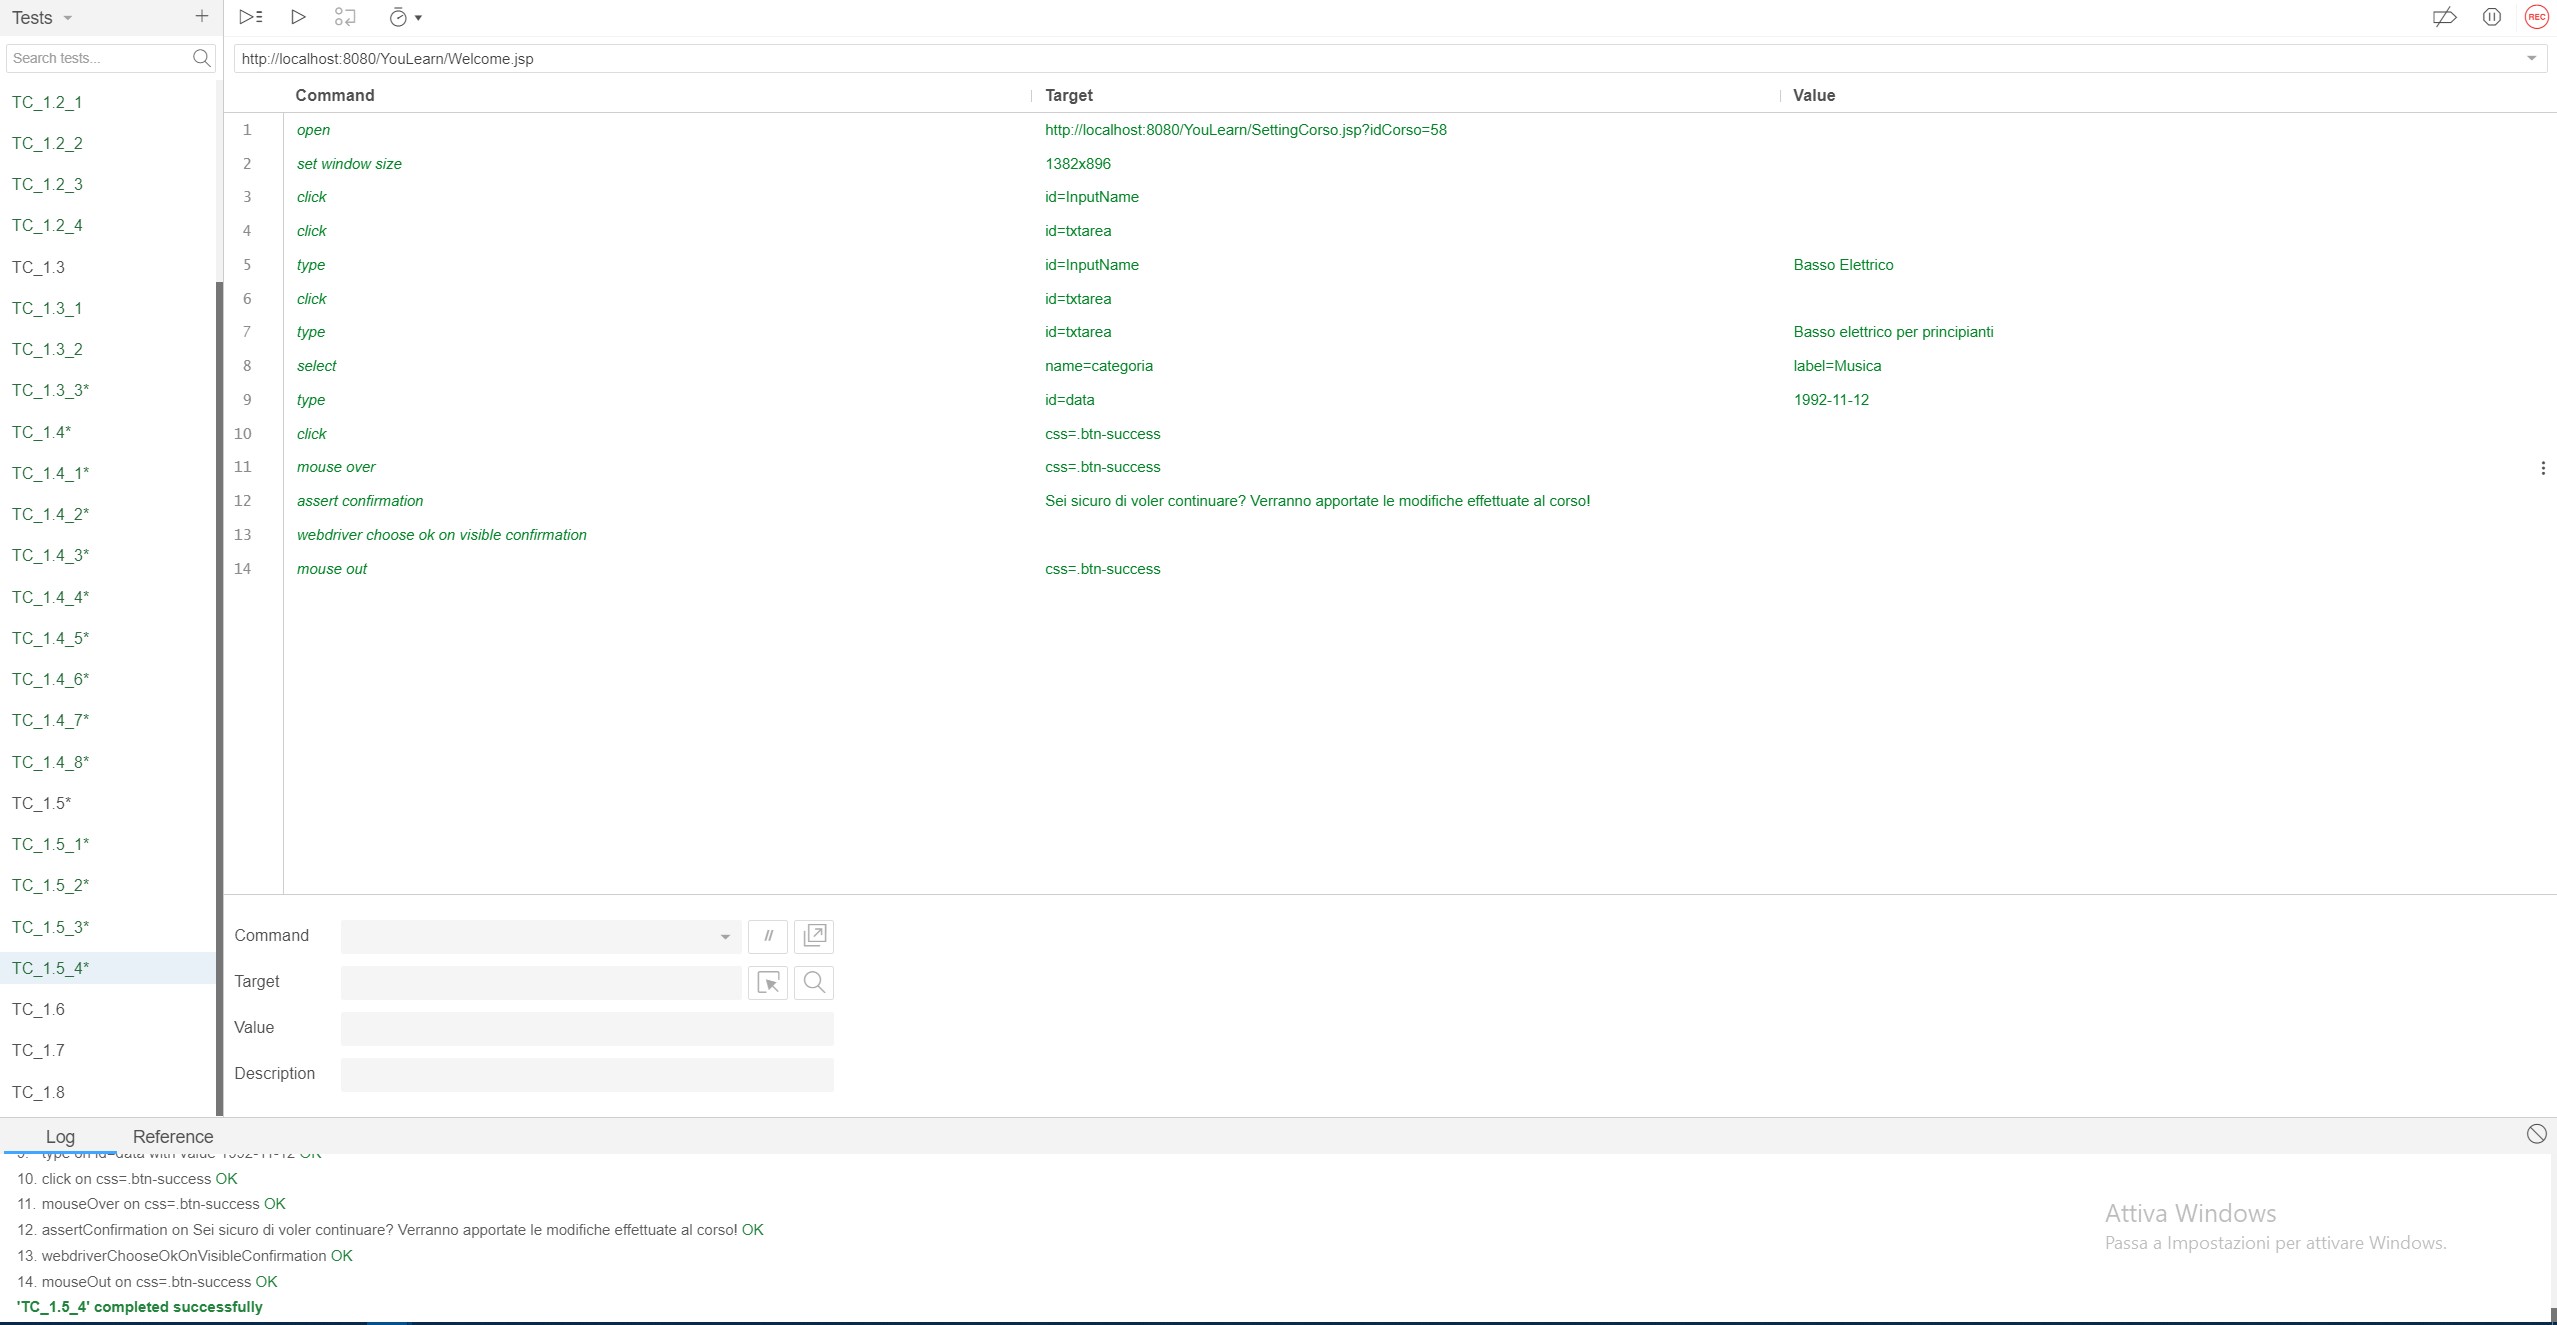 Tests
REC
Search tests...
http://localhost:8080/YouLearn/Welcome.jsp
TC_1.2_1
TC_1.2_2
TC_1.2_3
TC_1.2_4
TC_1.3
TC_1.3_1
TC_1.3_2
TC_1.3_3*
TC_1.4*
TC_1.4_1*
TC_1.4_2*
TC_1.4_3*
TC_1.4_4*
TC_1.4_5*
TC_1.4_6*
TC_1.4_7*
TC_1.4_8*
TC_1.5*
TC_1.5_1*
TC_1.5_2*
TC_1.5_3*
TC_1.5_4*
TC_1.6
TC_1.7
TC_1.8
Command Target Value
1 open http://localhost:8080/YouLearn/SettingCorso.jsp?idCorso=58
2 set window size 1382x896
3 click id=InputName
4 click id=txtarea
5 type id=InputName Basso Elettrico
6 click id=txtarea
7 type id=txtarea Basso elettrico per principianti
8 select name=categoria label=Musica
9 type id=data 1992-11-12
10 click css=.btn-success
11 mouse over css=.btn-success
12 assert confirmation Sei sicuro di voler continuare? Verranno apportate le modifiche effettuate al corso!
13 webdriver choose ok on visible confirmation
14 mouse out css=.btn-success
Command //
Target
Value
Description
Log Reference
9. type on id=data with value 1992-11-12 OK
10. click on css=.btn-success OK
11. mouseOver on css=.btn-success OK
12. assertConfirmation on Sei sicuro di voler continuare? Verranno apportate le modifiche effettuate al corso! OK
13. webdriverChooseOkOnVisibleConfirmation OK
14. mouseOut on css=.btn-success OK
'TC_1.5_4' completed successfully
Attiva Windows
Passa a Impostazioni per attivare Windows.